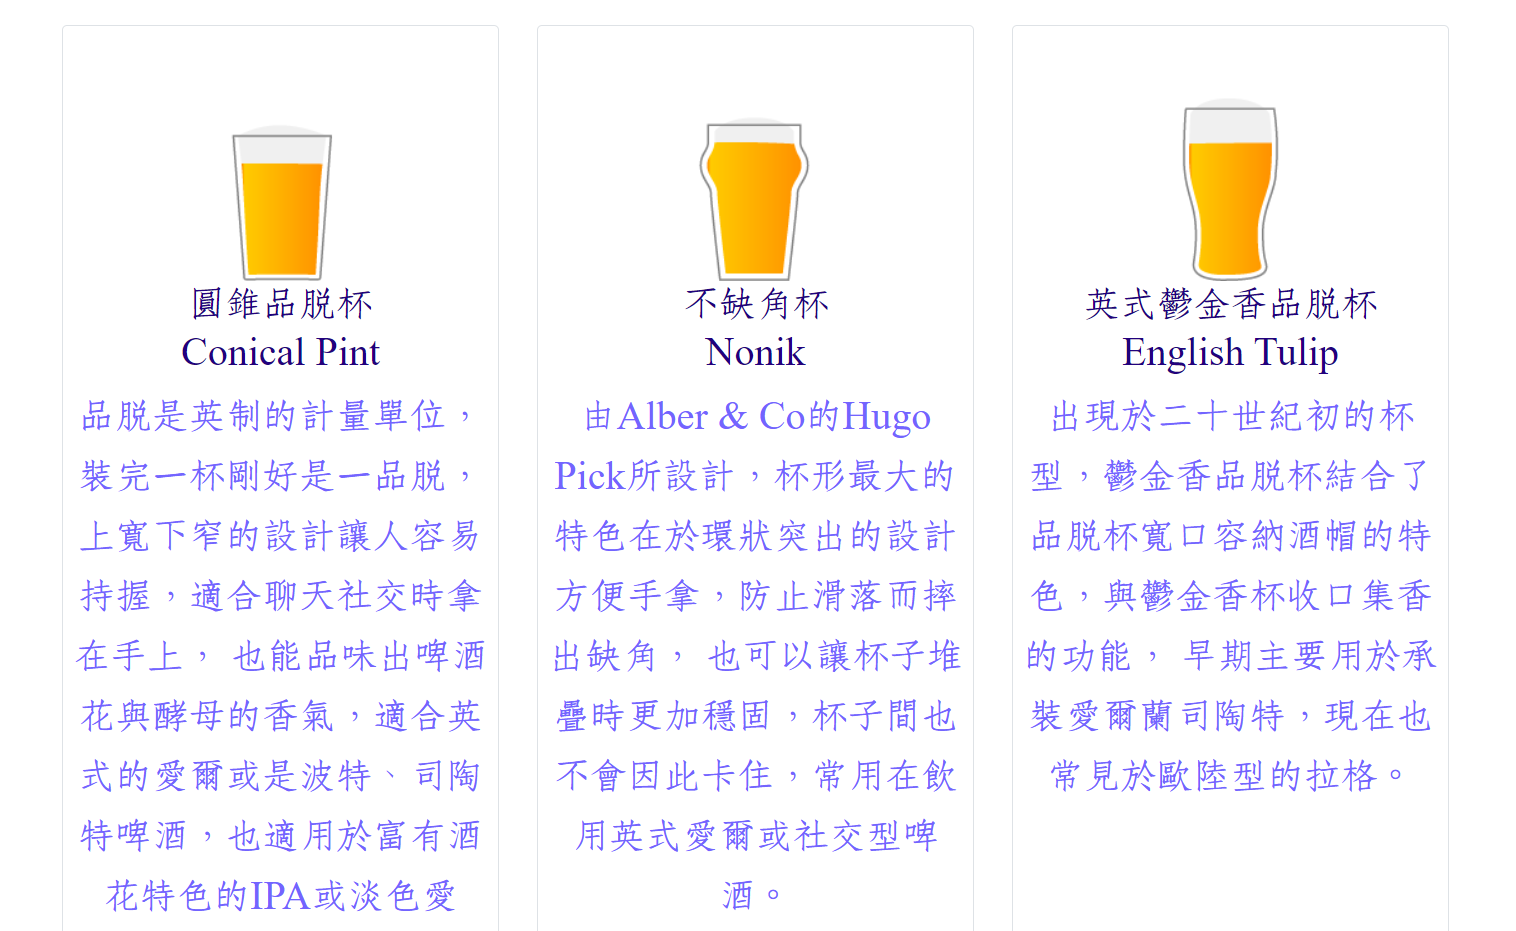 圓錐品脱杯
Conical Pint
品脱是英制的計量單位，
裝完一杯剛好是一品脱，
上寬下窄的設計讓人容易
持握，適合聊天社交時拿
在手上， 也能品味出啤酒
花與酵母的香氣，適合英
式的愛爾或是波特、司陶
特啤酒，也適用於富有酒
花特色的IPA或淡色愛
不缺角杯
Nonik
由Alber & Co的Hugo
Pick所設計，杯形最大的
特色在於環狀突出的設計
方便手拿，防止滑落而摔
出缺角， 也可以讓杯子堆
疊時更加穩固，杯子間也
不會因此卡住，常用在飲
用英式愛爾或社交型啤
酒。
英式鬱金香品脱杯
English Tulip
出現於二十世紀初的杯
型，鬱金香品脱杯結合了
品脱杯寬口容納酒帽的特
色，與鬱金香杯收口集香
的功能， 早期主要用於承
裝愛爾蘭司陶特，現在也
常見於歐陸型的拉格。